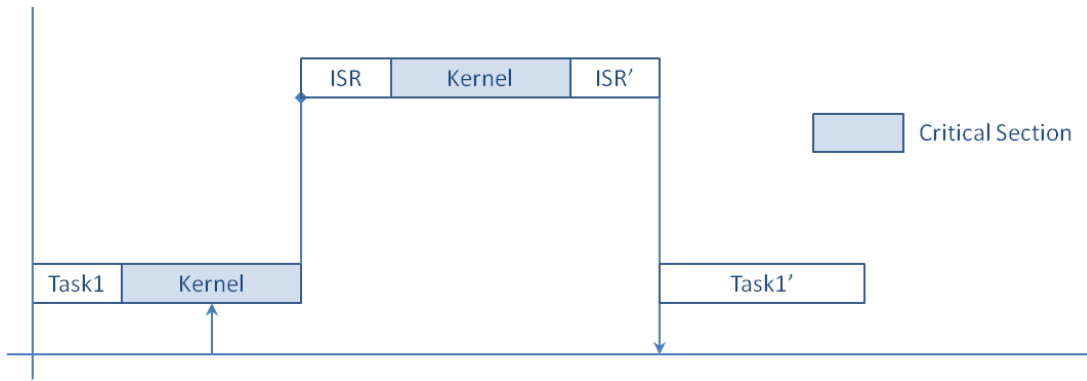 ISR Kernel ISR’
Critical Section
Task1 Kernel Task1’